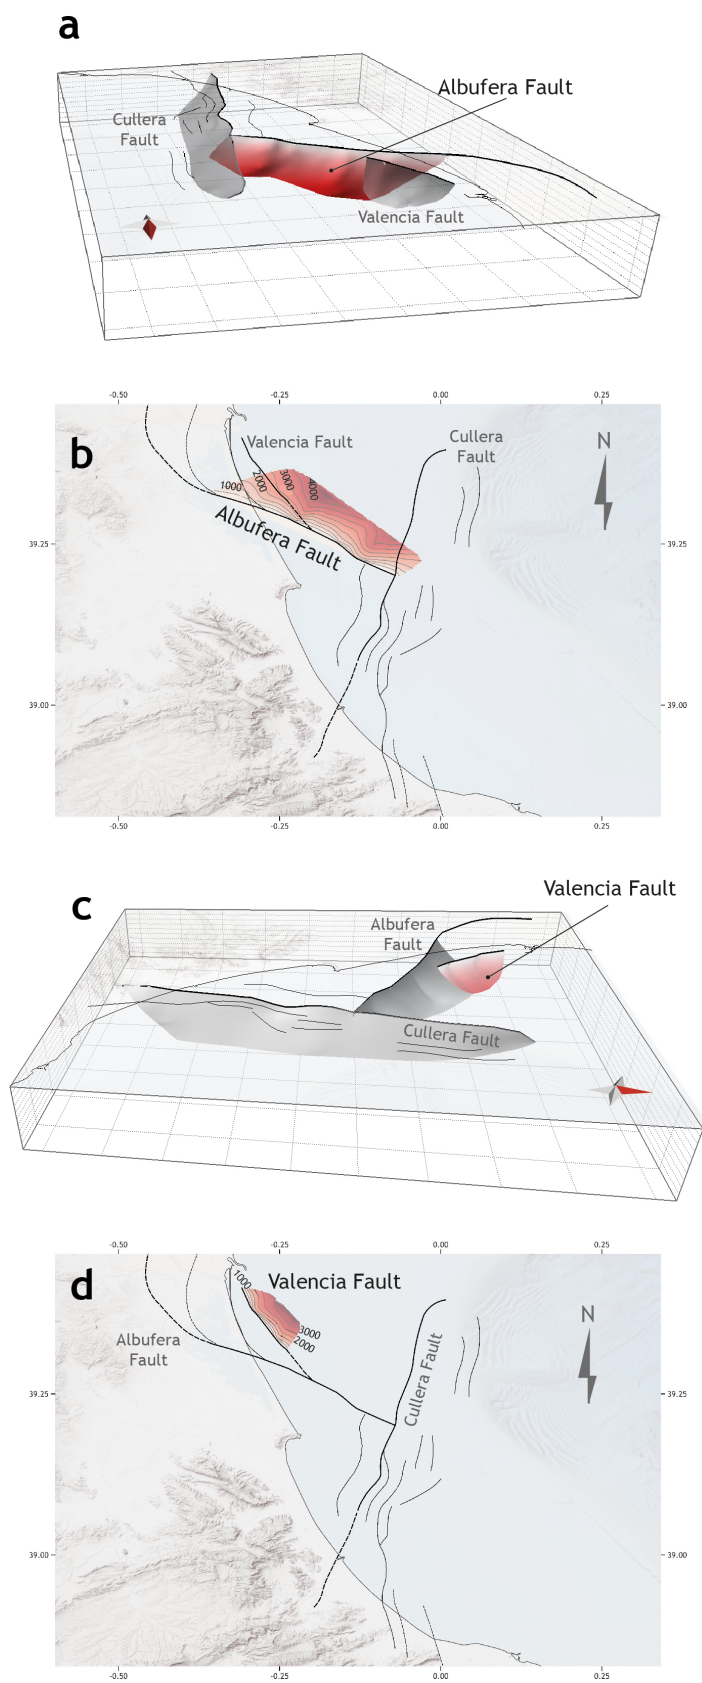 a
Albufera Fault
Cullera
Fault
Valencia Fault
-0.50 -0.25 0.00 0.25
b
Valencia Fault
Cullera
Fault
N
1000
2000
3000
4000
Albufera Fault
39.25 39.25
39.00 39.00
-0.50 -0.25 0.00 0.25
c
Valencia Fault
Albufera
Fault
Cullera Fault
-0.50 -0.25 0.00 0.25
d
1000
Valencia Fault
N
Albufera
Fault
3000
2000
Cullera Fault
39.25 39.25
39.00 39.00
-0.50 -0.25 0.00 0.25